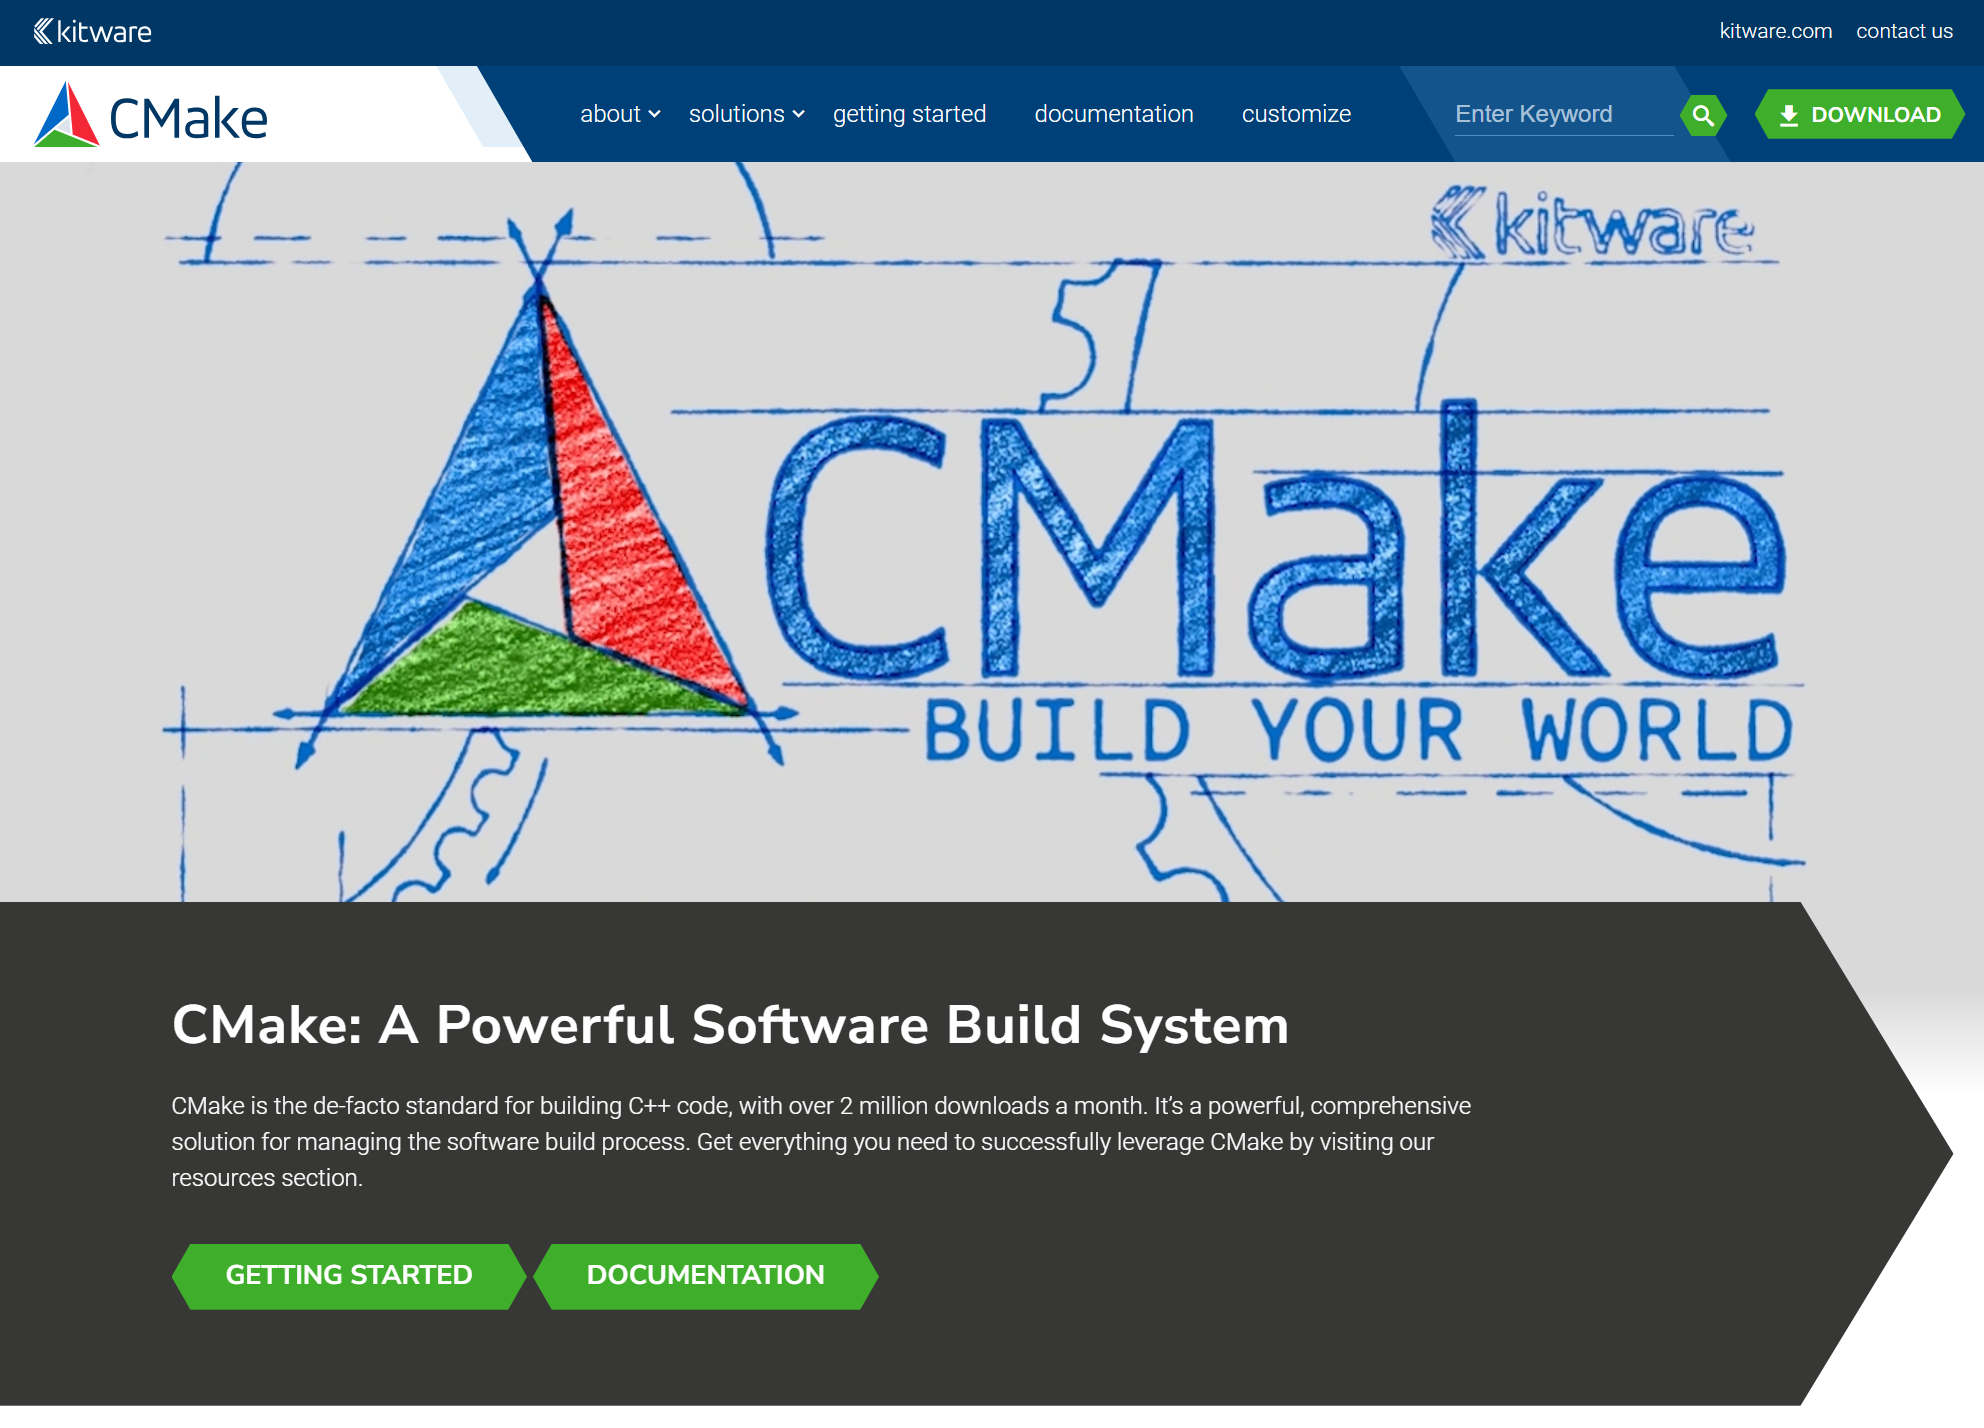 kitware
kitware.com contact us
CMake
about solutions getting started documentation customize Enter Keyword DOWNLOAD
kitware
CMake
BUILD YOUR WORLD
CMake: A Powerful Software Build System
CMake is the de-facto standard for building C++ code, with over 2 million downloads a month. It’s a powerful, comprehensive
solution for managing the software build process. Get everything you need to successfully leverage CMake by visiting our
resources section.
GETTING STARTED DOCUMENTATION